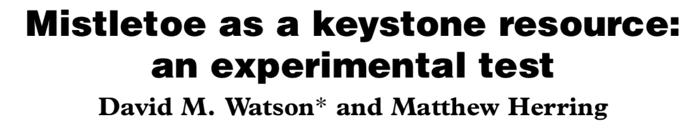 Mistletoe as a keystone resource:
an experimental test
David M. Watson* and Matthew Herring